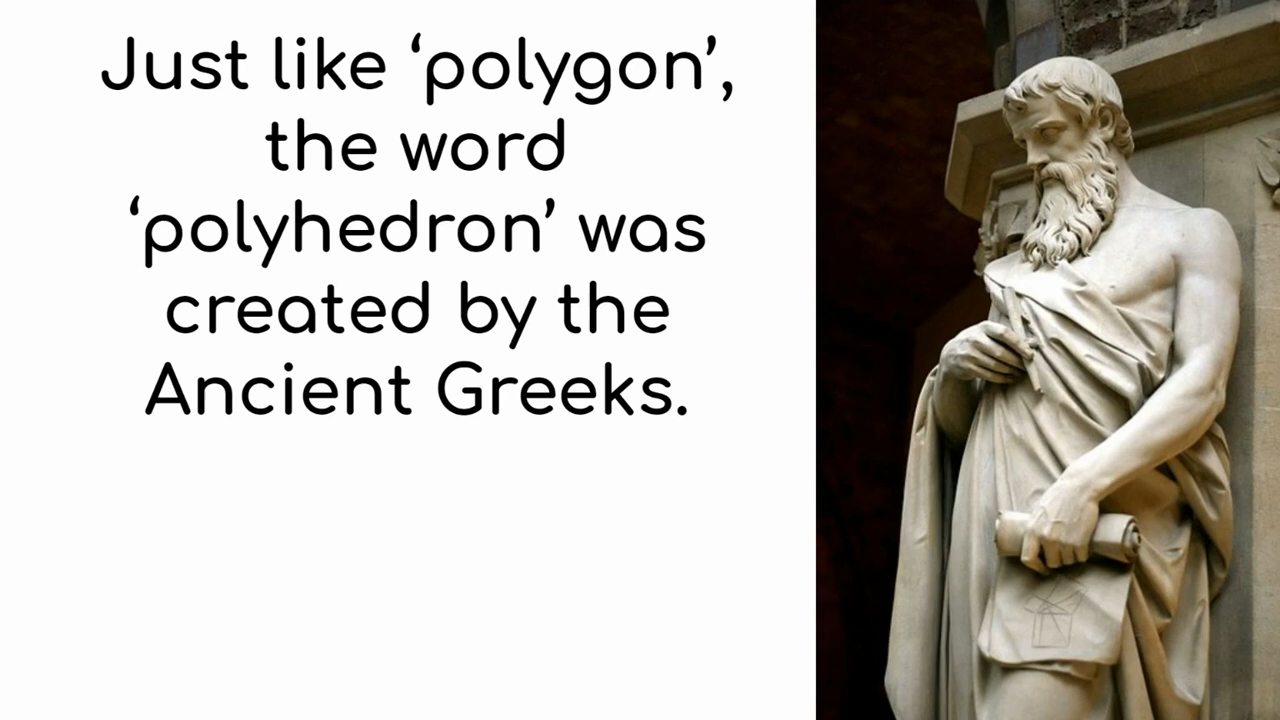 Just like ‘polygon’,
the word
‘polyhedron’ was
created by the
Ancient Greeks.